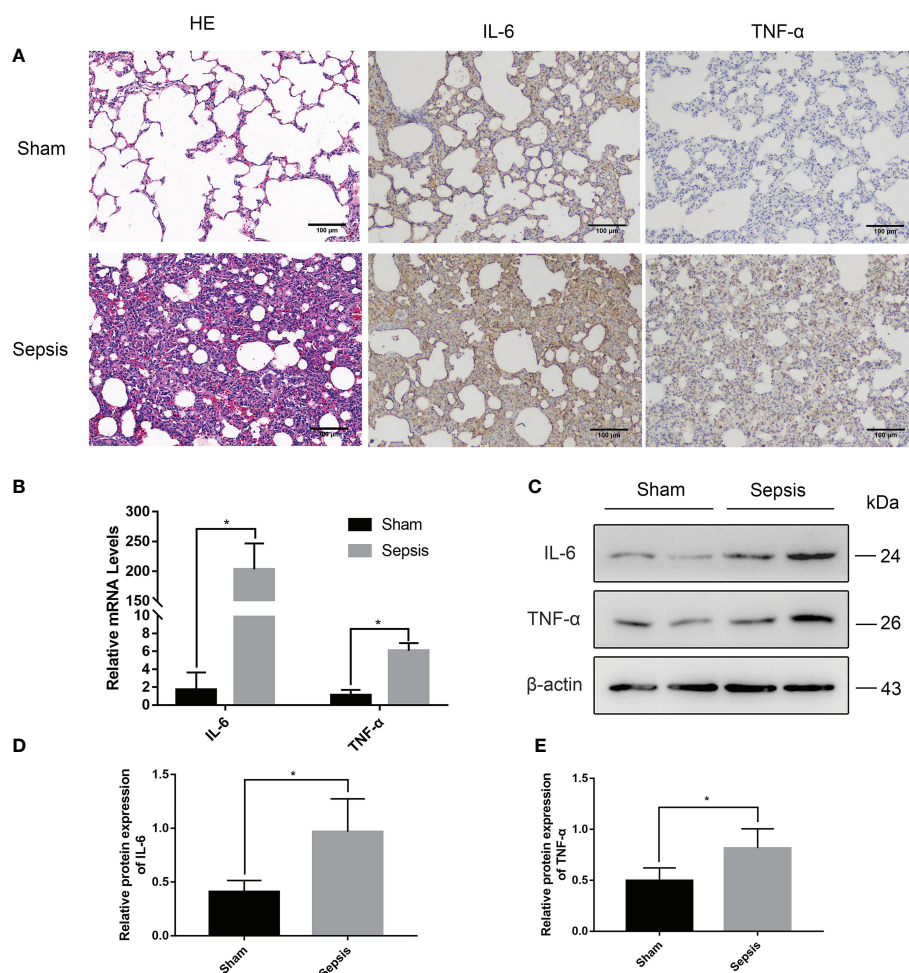 HE
IL-6
TNF-α
A
Sham
100 μm
100 μm
100 μm
Sepsis
100 μm
100 μm
100 μm
B
Relative mRNA Levels
300
250
200
150
100
10
8
6
4
2
0
*
*
Sham
Sepsis
IL-6
TNF-α
C
Sham
Sepsis
kDa
IL-6
24
TNF-α
26
β-actin
43
D
Relative protein expression
of IL-6
1.5
1.0
0.5
0.0
*
Sham
Sepsis
E
Relative protein expression
of TNF-α
1.5
1.0
0.5
0.0
*
Sham
Sepsis